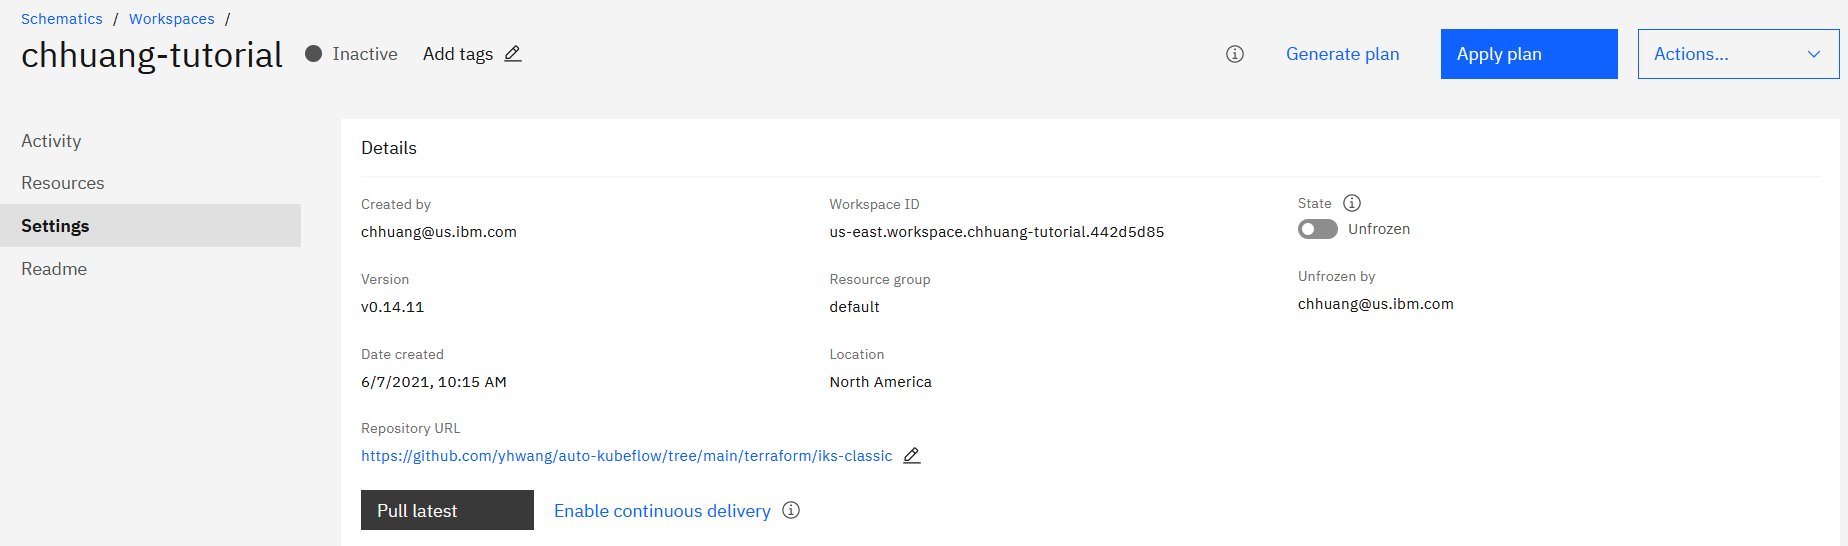 Schematics / Workspaces /
chhuang-tutorial Inactive Add tags Generate plan Apply plan Actions...
Activity
Resources
Settings
Readme
Details
Created by Workspace ID State
chhuang@us.ibm.com us-east.workspace.chhuang-tutorial.442d5d85 Unfrozen
Version Resource group Unfrozen by
v0.14.11 default chhuang@us.ibm.com
Date created Location
6/7/2021, 10:15 AM North America
Repository URL
https://github.com/yhwang/auto-kubeflow/tree/main/terraform/iks-classic
Pull latest Enable continuous delivery